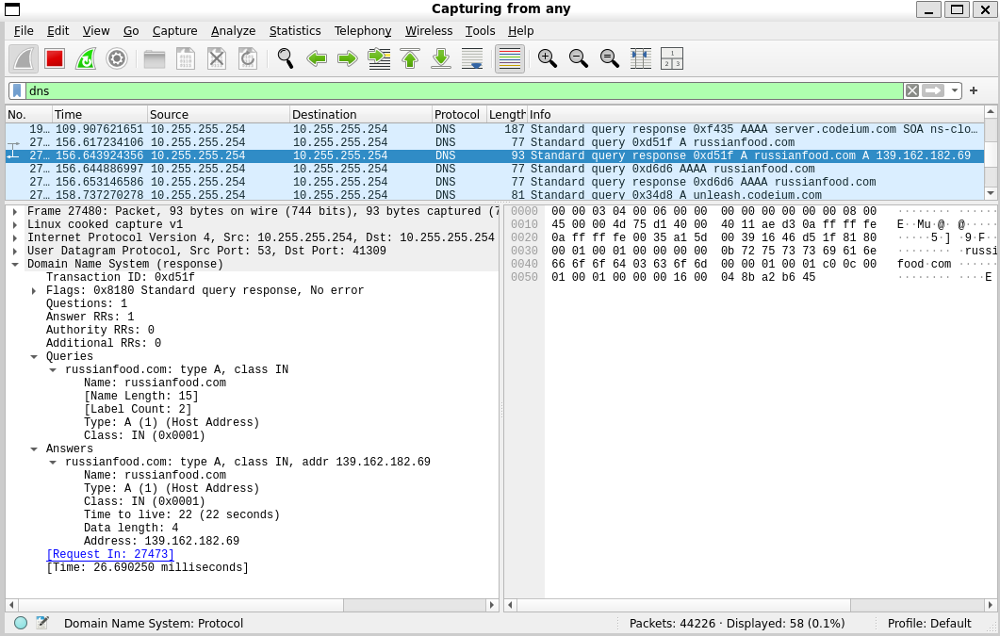 Capturing from any
File Edit View Go Capture Analyze Statistics Telephony Wireless Tools Help
dns
No. Time Source Destination Protocol Length Info
19… 109.907621651 10.255.255.254 10.255.255.254 DNS 187 Standard query response 0xf435 AAAA server.codeium.com SOA ns-clo…
27… 156.617234106 10.255.255.254 10.255.255.254 DNS 77 Standard query 0xd51f A russianfood.com
27… 156.643924356 10.255.255.254 10.255.255.254 DNS 93 Standard query response 0xd51f A russianfood.com A 139.162.182.69
27… 156.644886997 10.255.255.254 10.255.255.254 DNS 77 Standard query 0xd6d6 AAAA russianfood.com
27… 156.653146586 10.255.255.254 10.255.255.254 DNS 77 Standard query response 0xd6d6 AAAA russianfood.com
27… 158.737270278 10.255.255.254 10.255.255.254 DNS 81 Standard query 0x34d8 A unleash.codeium.com
Frame 27480: Packet, 93 bytes on wire (744 bits), 93 bytes captured (7
Linux cooked capture v1
Internet Protocol Version 4, Src: 10.255.255.254, Dst: 10.255.255.254
User Datagram Protocol, Src Port: 53, Dst Port: 41309
Domain Name System (response)
Transaction ID: 0xd51f
Flags: 0x8180 Standard query response, No error
Questions: 1
Answer RRs: 1
Authority RRs: 0
Additional RRs: 0
Queries
russianfood.com: type A, class IN
Name: russianfood.com
[Name Length: 15]
[Label Count: 2]
Type: A (1) (Host Address)
Class: IN (0x0001)
Answers
russianfood.com: type A, class IN, addr 139.162.182.69
Name: russianfood.com
Type: A (1) (Host Address)
Class: IN (0x0001)
Time to live: 22 (22 seconds)
Data length: 4
Address: 139.162.182.69
[Request In: 27473]
[Time: 26.690250 milliseconds]
0000 00 00 03 04 00 06 00 00 00 00 00 00 00 00 08 00 ········ ·····
0010 45 00 00 4d 75 d1 40 00 40 11 ae d3 0a ff ff fe E··Mu·@· @····
0020 0a ff ff fe 00 35 a1 5d 00 39 16 46 d5 1f 81 80 ·····5·] ·9·F·
0030 00 01 00 01 00 00 00 00 0b 72 75 73 73 69 61 6e ········ ·russi
0040 66 6f 6f 64 03 63 6f 6d 00 00 01 00 01 c0 0c 00 food·com ·····
0050 01 00 01 00 00 00 16 00 04 8b a2 b6 45 ········ ····E
Domain Name System: Protocol
Packets: 44226 · Displayed: 58 (0.1%)
Profile: Default